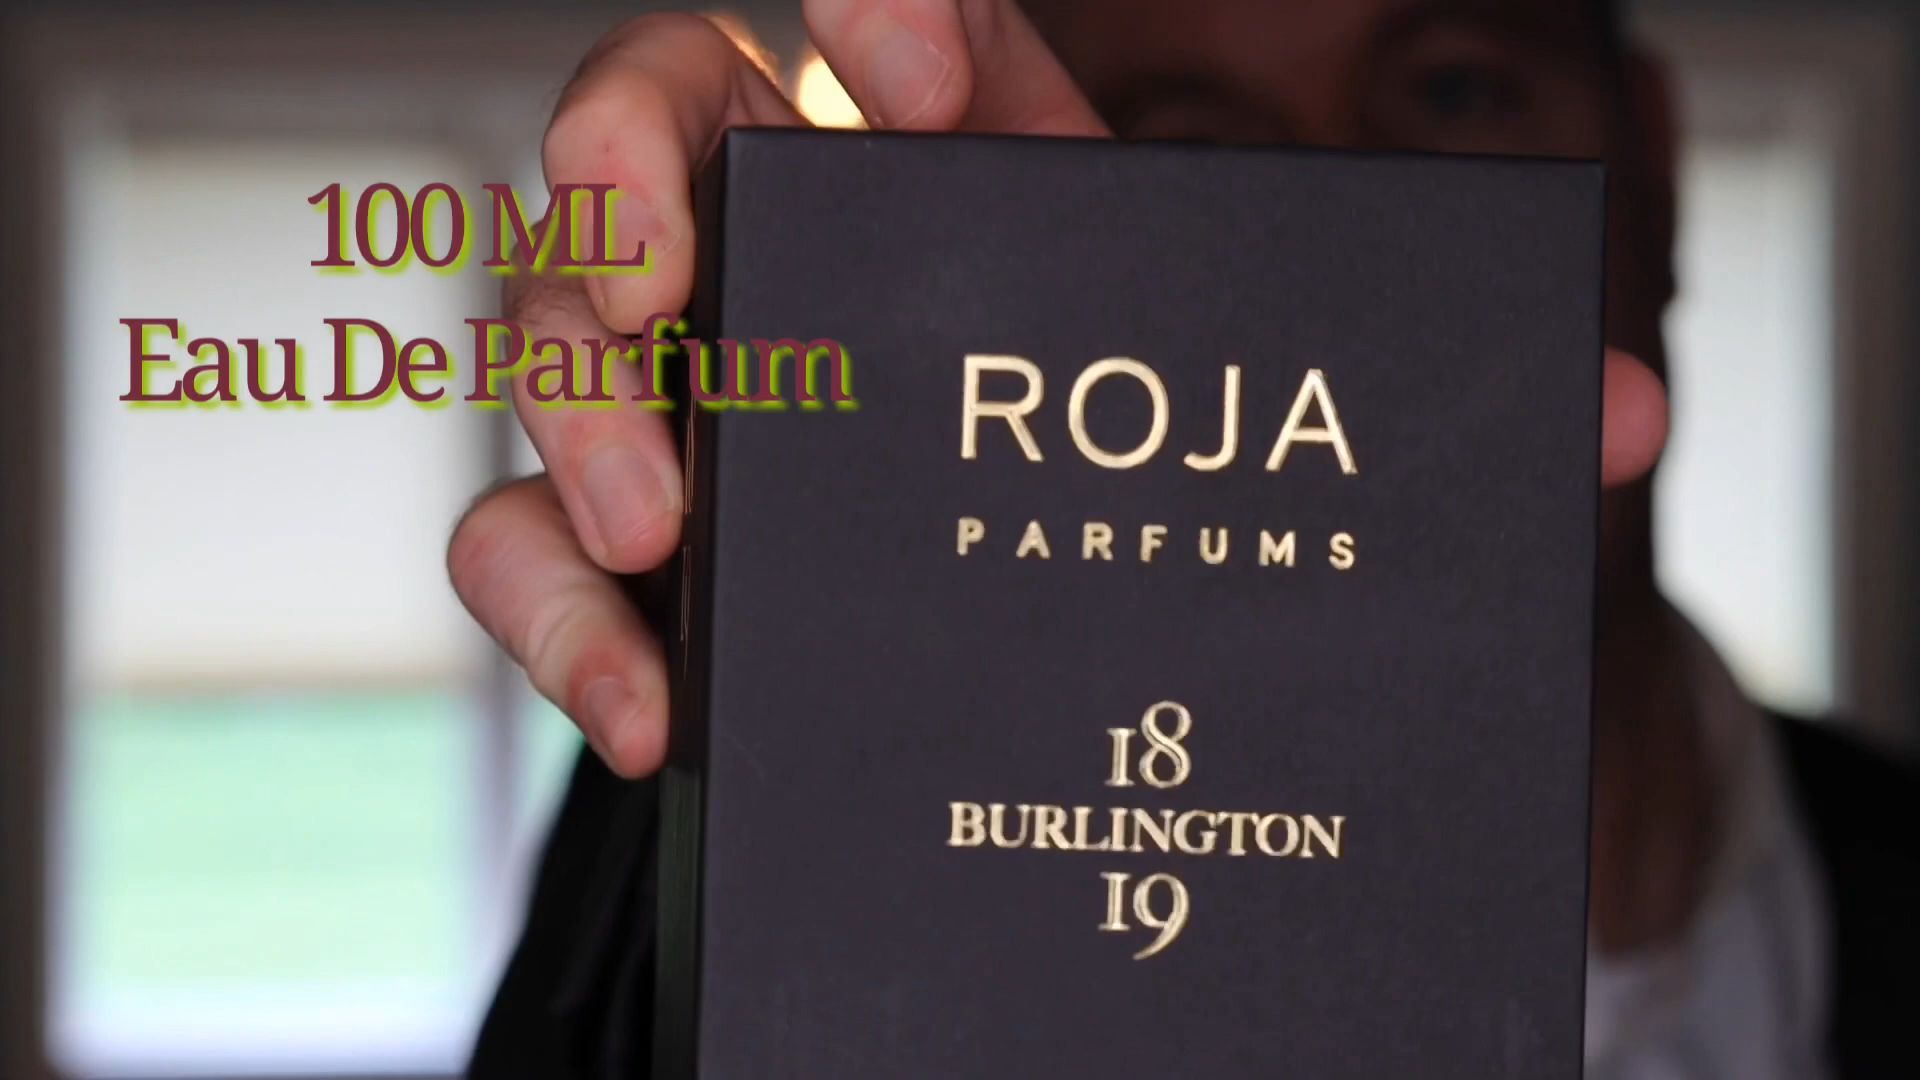 100 ML
Eau De Parfum
ROJA
PARFUMS
18
BURLINGTON
19